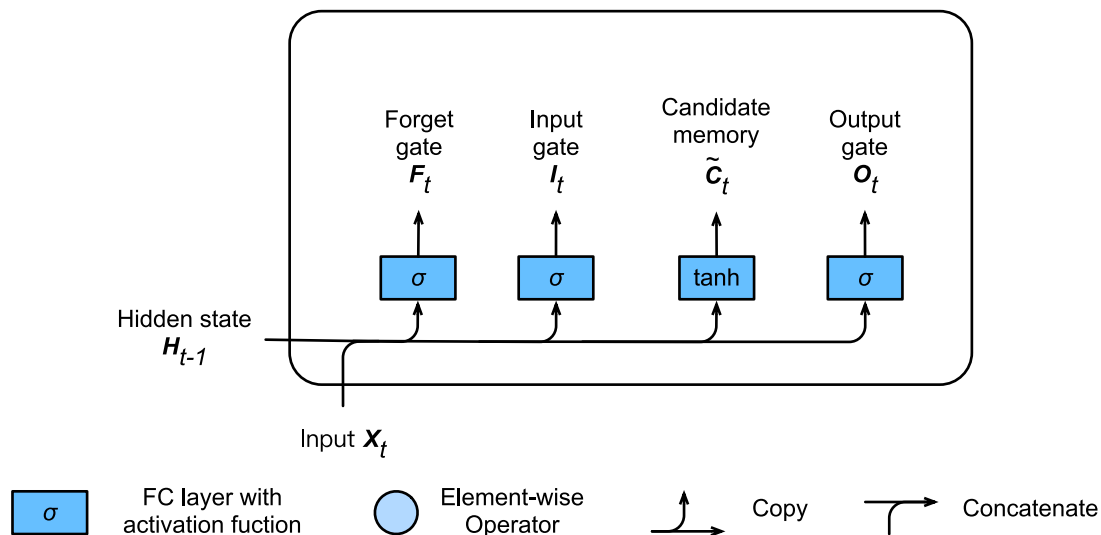 Forget
gate
F_t
Input
gate
I_t
Candidate
memory
C̃_t
Output
gate
O_t
σ
σ
tanh
σ
Hidden state
H_{t-1}
Input X_t
σ
FC layer with
activation fuction
Element-wise
Operator
Copy
Concatenate